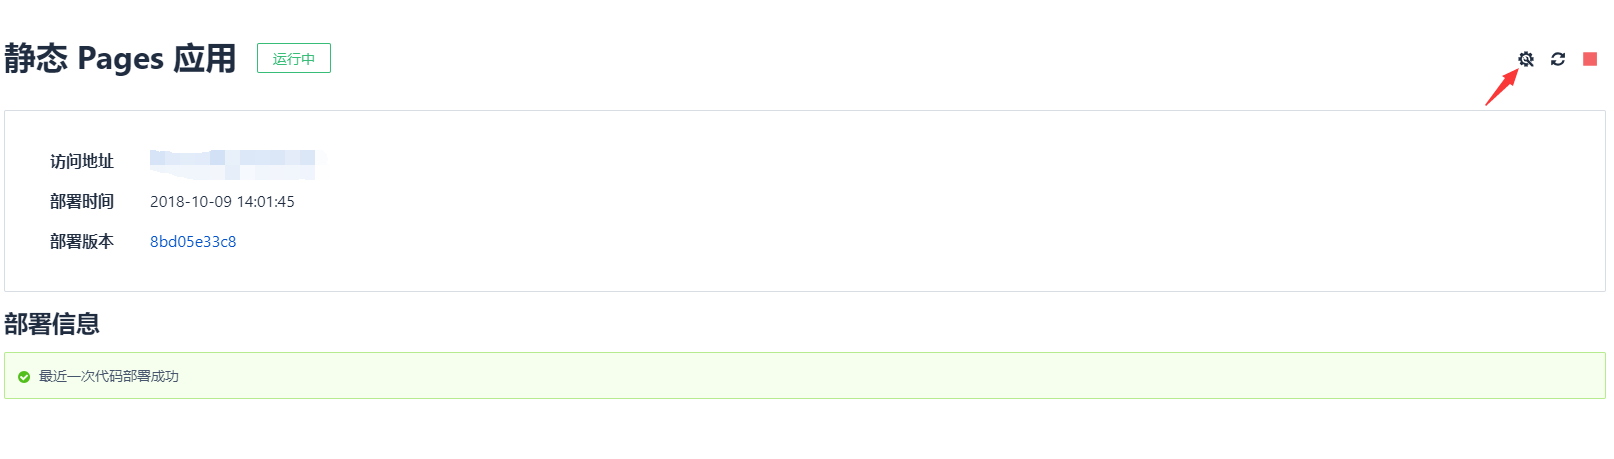 静态 Pages 应用 运行中
访问地址
部署时间 2018-10-09 14:01:45
部署版本 8bd05e33c8
部署信息
最近一次代码部署成功